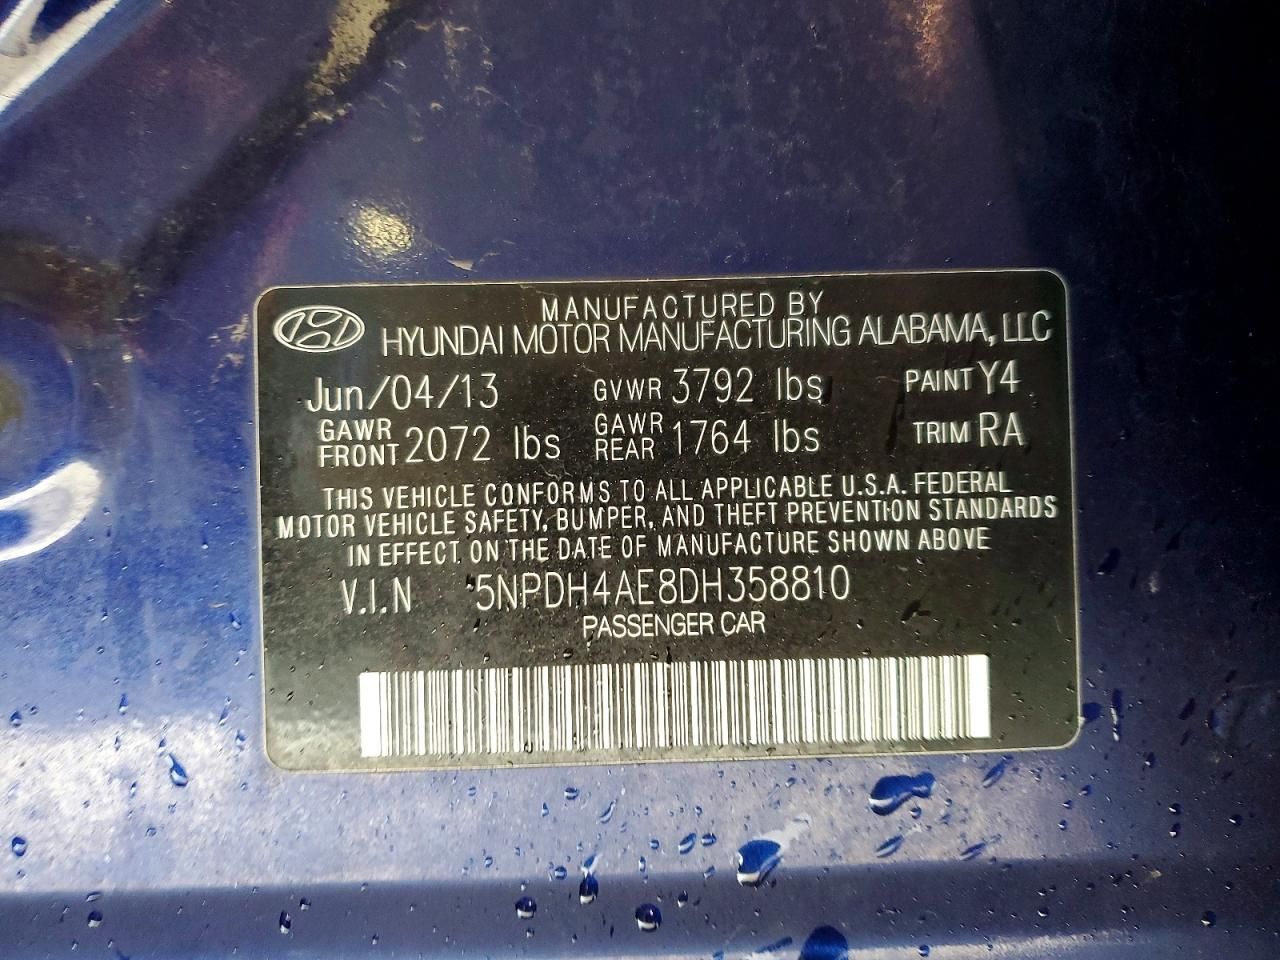 MANUFACTURED BY
HYUNDAI MOTOR MANUFACTURING ALABAMA, LLC
Jun/04/13 GVWR 3792 lbs PAINT Y4
GAWR FRONT 2072 lbs GAWR REAR 1764 lbs TRIM RA
THIS VEHICLE CONFORMS TO ALL APPLICABLE U.S.A. FEDERAL
MOTOR VEHICLE SAFETY, BUMPER, AND THEFT PREVENTION STANDARDS
IN EFFECT ON THE DATE OF MANUFACTURE SHOWN ABOVE
V.I.N 5NPDH4AE8DH358810
PASSENGER CAR